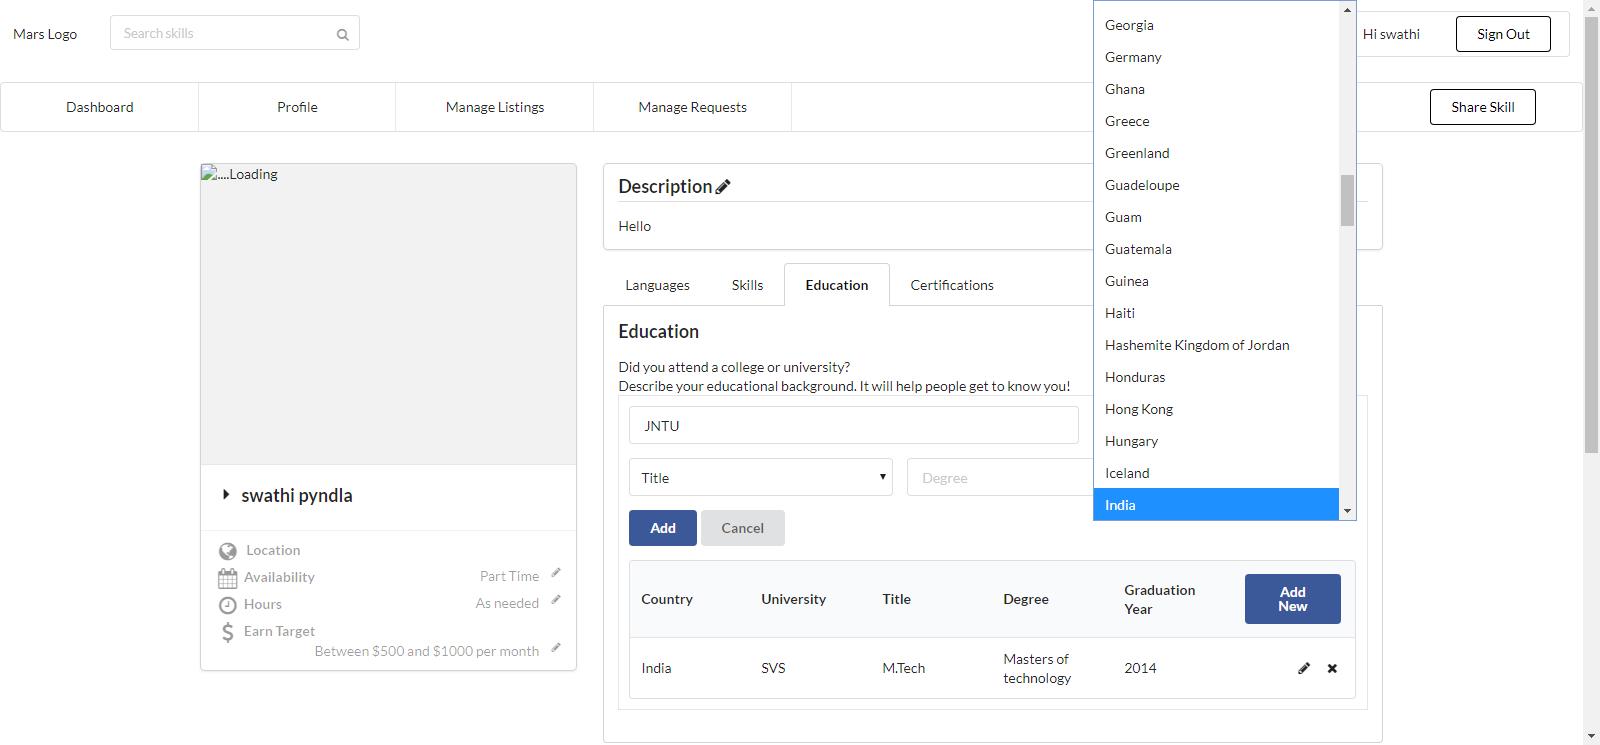 Mars Logo
Search skills
Hi swathi
Sign Out
Dashboard
Profile
Manage Listings
Manage Requests
Share Skill
....Loading
swathi pyndla
Location
Availability
Part Time
Hours
As needed
Earn Target
Between $500 and $1000 per month
Description
Hello
Languages
Skills
Education
Certifications
Education
Did you attend a college or university?
Describe your educational background. It will help people get to know you!
JNTU
Title
Degree
Add
Cancel
Georgia
Germany
Ghana
Greece
Greenland
Guadeloupe
Guam
Guatemala
Guinea
Haiti
Hashemite Kingdom of Jordan
Honduras
Hong Kong
Hungary
Iceland
India
Country
University
Title
Degree
Graduation
Year
Add
New
India
SVS
M.Tech
Masters of
technology
2014